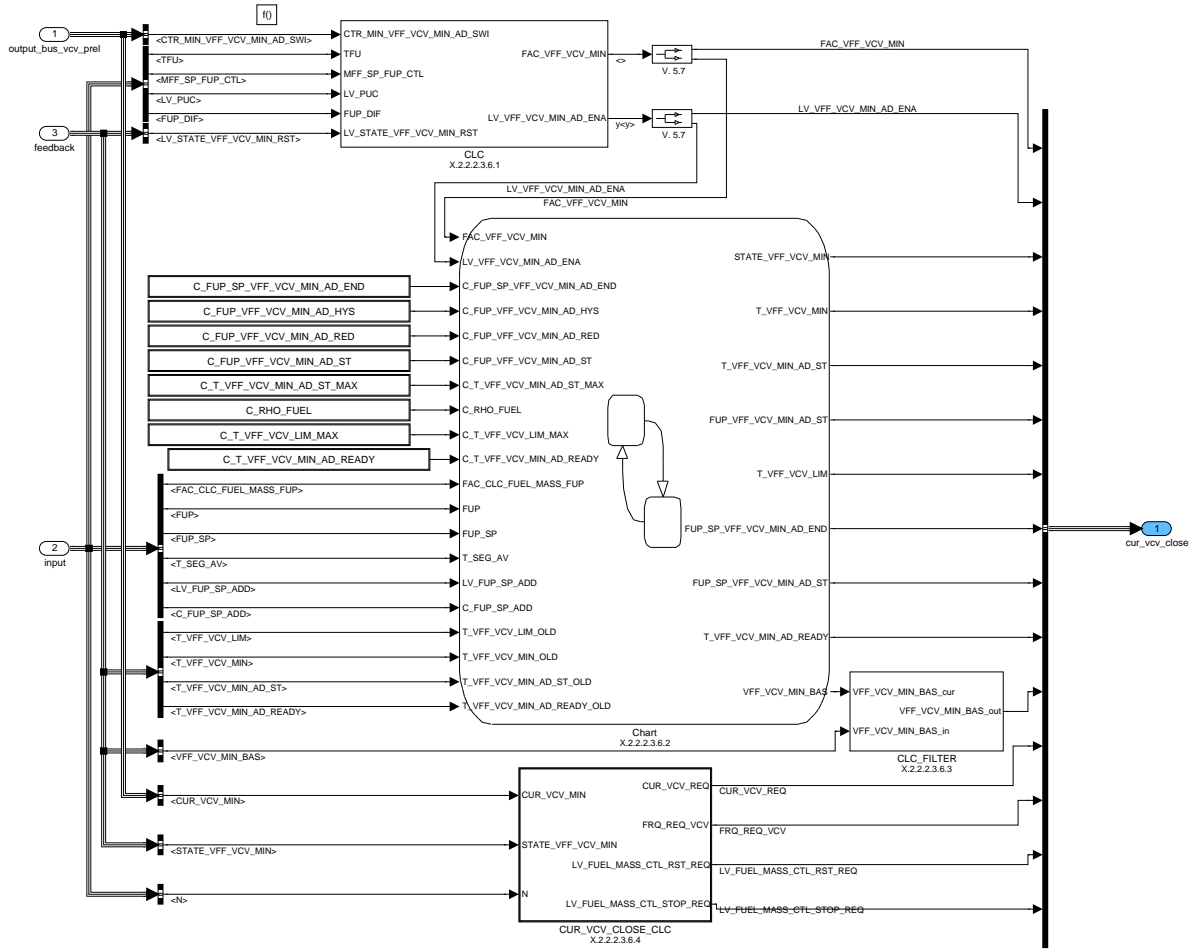 f()
1
output_bus_vcv_prel
<CTR_MIN_VFF_VCV_MIN_AD_SWI>
<TFU>
<MFF_SP_FUP_CTL>
<LV_PUC>
<FUP_DIF>
<LV_STATE_VFF_VCV_MIN_RST>
3
feedback
CTR_MIN_VFF_VCV_MIN_AD_SWI
TFU
MFF_SP_FUP_CTL
LV_PUC
FUP_DIF
LV_STATE_VFF_VCV_MIN_RST
FAC_VFF_VCV_MIN
LV_VFF_VCV_MIN_AD_ENA
CLC
X.2.2.2.3.6.1
<>
V. 5.7
y<y>
V. 5.7
FAC_VFF_VCV_MIN
LV_VFF_VCV_MIN_AD_ENA
LV_VFF_VCV_MIN_AD_ENA
FAC_VFF_VCV_MIN
C_FUP_SP_VFF_VCV_MIN_AD_END
C_FUP_VFF_VCV_MIN_AD_HYS
C_FUP_VFF_VCV_MIN_AD_RED
C_FUP_VFF_VCV_MIN_AD_ST
C_T_VFF_VCV_MIN_AD_ST_MAX
C_RHO_FUEL
C_T_VFF_VCV_LIM_MAX
C_T_VFF_VCV_MIN_AD_READY
2
input
<FAC_CLC_FUEL_MASS_FUP>
<FUP>
<FUP_SP>
<T_SEG_AV>
<LV_FUP_SP_ADD>
<C_FUP_SP_ADD>
<T_VFF_VCV_LIM>
<T_VFF_VCV_MIN>
<T_VFF_VCV_MIN_AD_ST>
<T_VFF_VCV_MIN_AD_READY>
<VFF_VCV_MIN_BAS>
<CUR_VCV_MIN>
<STATE_VFF_VCV_MIN>
<N>
FAC_VFF_VCV_MIN
LV_VFF_VCV_MIN_AD_ENA
C_FUP_SP_VFF_VCV_MIN_AD_END
C_FUP_VFF_VCV_MIN_AD_HYS
C_FUP_VFF_VCV_MIN_AD_RED
C_FUP_VFF_VCV_MIN_AD_ST
C_T_VFF_VCV_MIN_AD_ST_MAX
C_RHO_FUEL
C_T_VFF_VCV_LIM_MAX
C_T_VFF_VCV_MIN_AD_READY
FAC_CLC_FUEL_MASS_FUP
FUP
FUP_SP
T_SEG_AV
LV_FUP_SP_ADD
C_FUP_SP_ADD
T_VFF_VCV_LIM_OLD
T_VFF_VCV_MIN_OLD
T_VFF_VCV_MIN_AD_ST_OLD
T_VFF_VCV_MIN_AD_READY_OLD
STATE_VFF_VCV_MIN
T_VFF_VCV_MIN
T_VFF_VCV_MIN_AD_ST
FUP_VFF_VCV_MIN_AD_ST
T_VFF_VCV_LIM
FUP_SP_VFF_VCV_MIN_AD_END
FUP_SP_VFF_VCV_MIN_AD_ST
T_VFF_VCV_MIN_AD_READY
VFF_VCV_MIN_BAS
Chart
X.2.2.2.3.6.2
VFF_VCV_MIN_BAS_cur
VFF_VCV_MIN_BAS_out
VFF_VCV_MIN_BAS_in
CLC_FILTER
X.2.2.2.3.6.3
CUR_VCV_MIN
STATE_VFF_VCV_MIN
N
CUR_VCV_REQ
FRQ_REQ_VCV
LV_FUEL_MASS_CTL_RST_REQ
LV_FUEL_MASS_CTL_STOP_REQ
CUR_VCV_CLOSE_CLC
X.2.2.2.3.6.4
CUR_VCV_REQ
FRQ_REQ_VCV
LV_FUEL_MASS_CTL_RST_REQ
LV_FUEL_MASS_CTL_STOP_REQ
1
cur_vcv_close